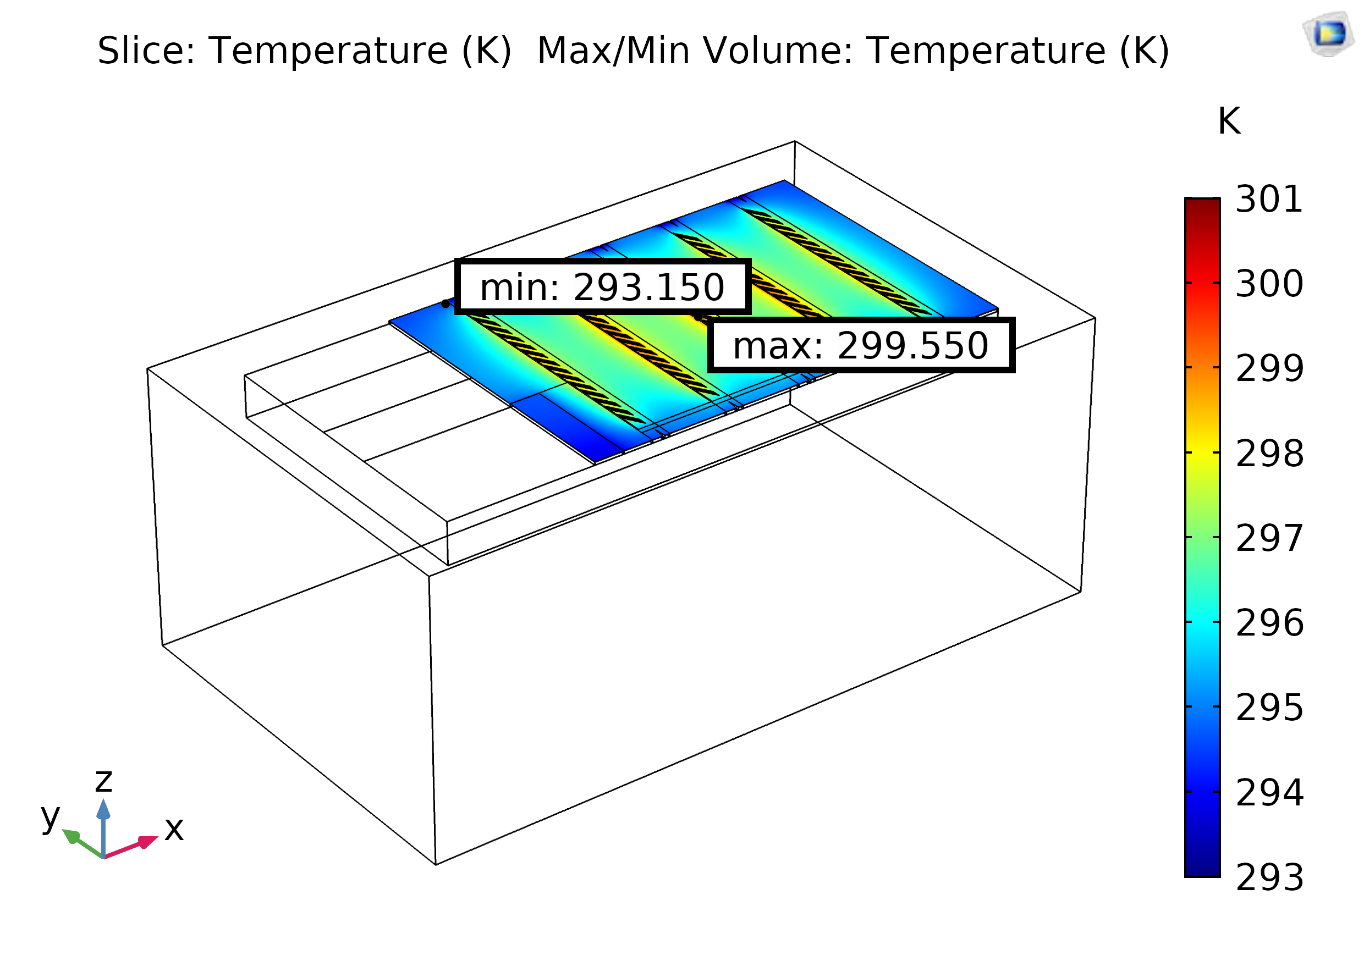 Slice: Temperature (K)  Max/Min Volume: Temperature (K)
K
301
300
299
298
297
296
295
294
293
min: 293.150
max: 299.550
z
y
x